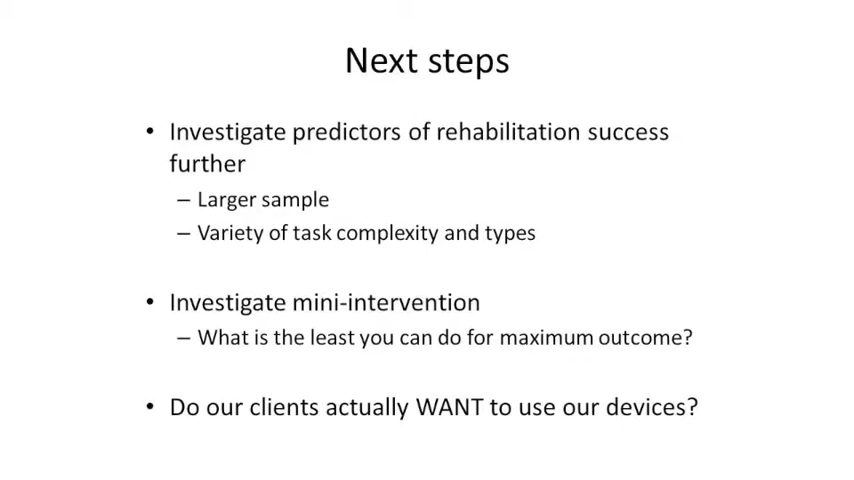 Next steps
• Investigate predictors of rehabilitation success
further
– Larger sample
– Variety of task complexity and types
• Investigate mini-intervention
– What is the least you can do for maximum outcome?
• Do our clients actually WANT to use our devices?